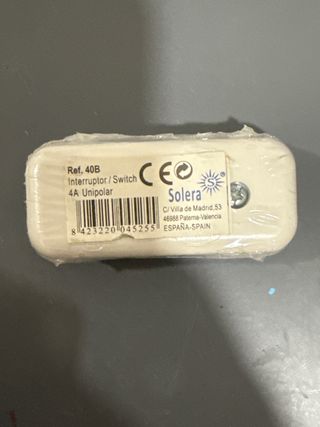 Ref. 40B
Interruptor / Switch
4A Unipolar
CE
Solera
S
C/ Villa de Madrid,53
46988 Paterna-Valencia
ESPAÑA-SPAIN
8 423220 045255